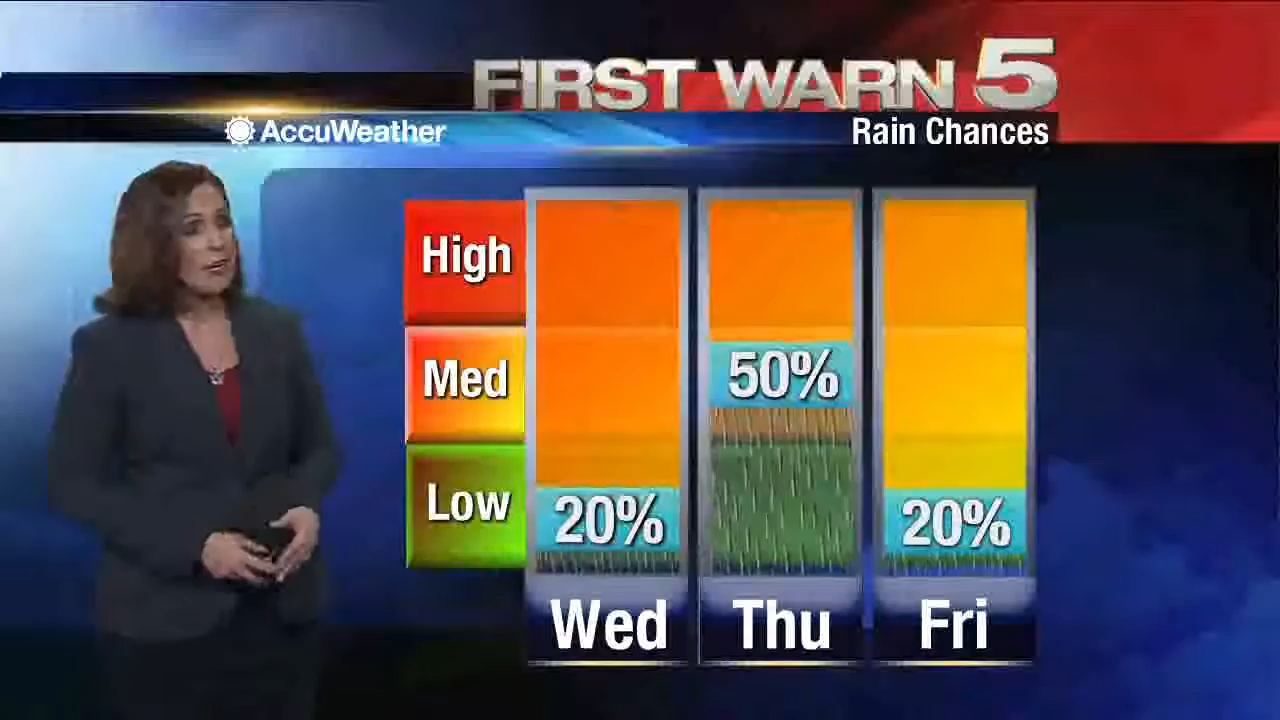 FIRST WARN 5
AccuWeather
Rain Chances
High
Med
Low
50%
20%
20%
Wed
Thu
Fri